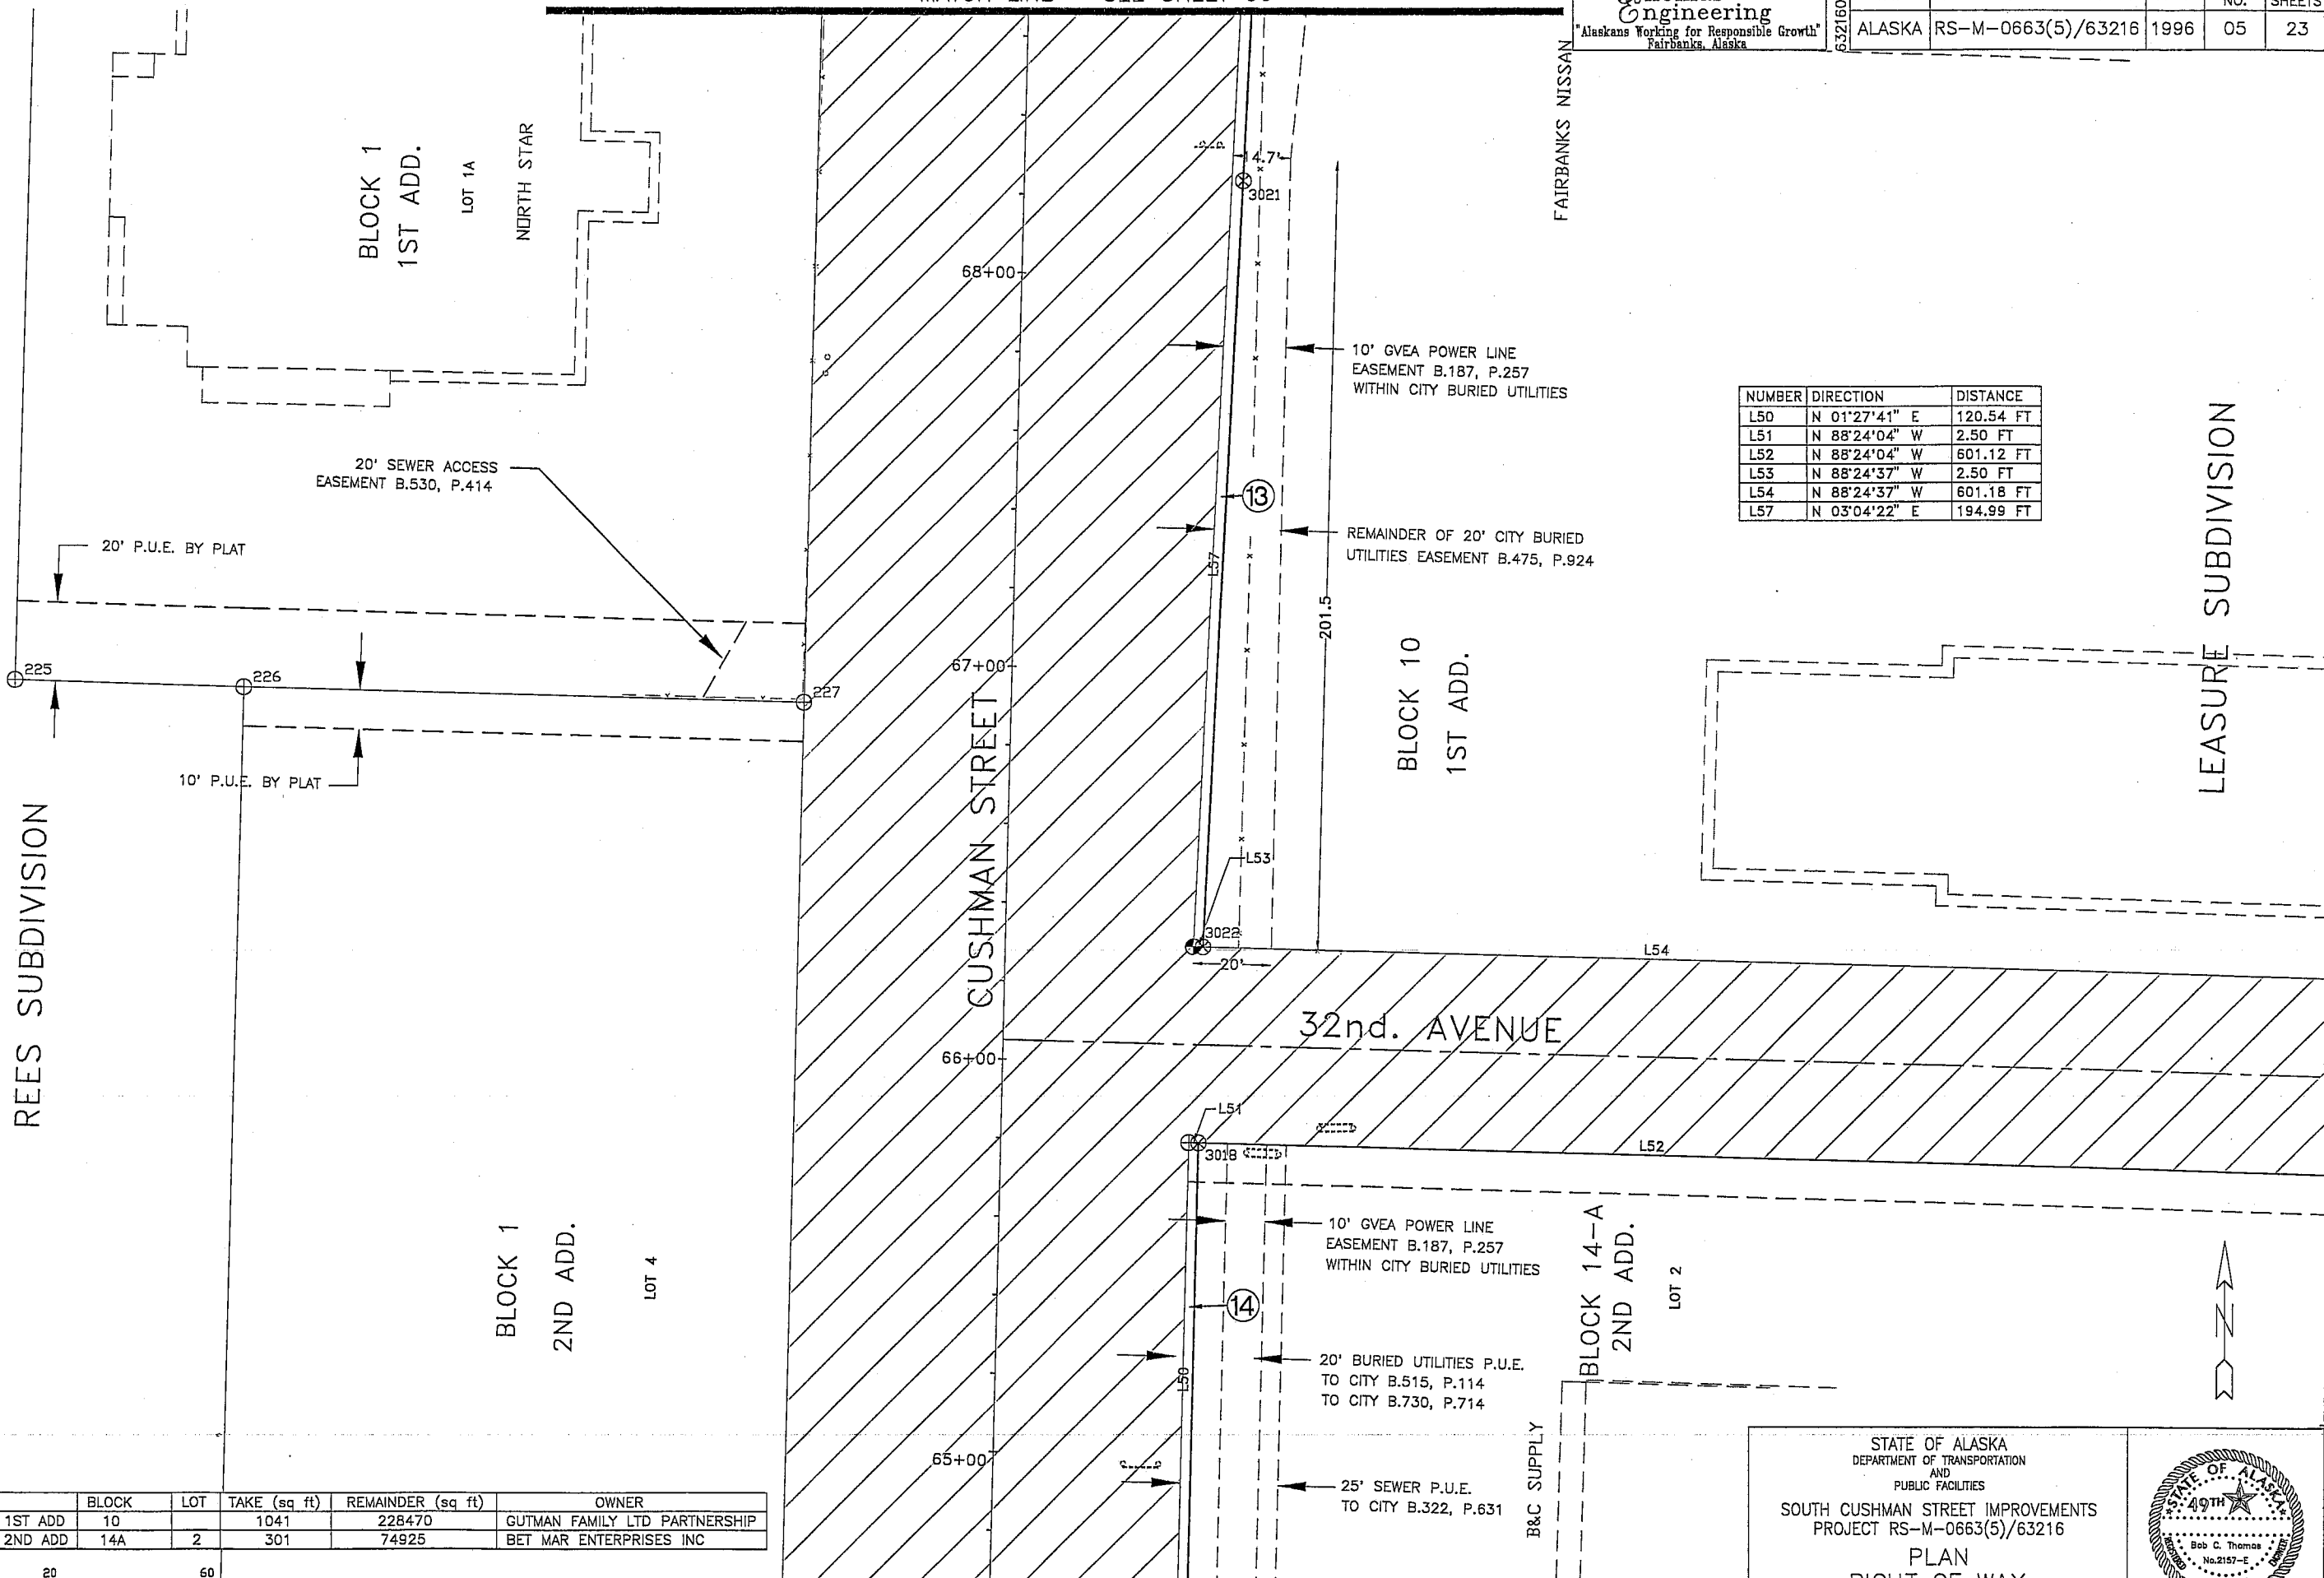 Engineering
"Alaskans Working for Responsible Growth"
Fairbanks, Alaska
NO. SHEETS
ALASKA RS-M-0663(5)/63216 1996 05 23
FAIRBANKS NISSAN
BLOCK 1
1ST ADD.
LOT 1A
NORTH STAR
14.7'
3021
68+00
10' GVEA POWER LINE
EASEMENT B.187, P.257
WITHIN CITY BURIED UTILITIES
NUMBER DIRECTION DISTANCE
L50 N 01°27'41" E 120.54 FT
L51 N 88°24'04" W 2.50 FT
L52 N 88°24'04" W 601.12 FT
L53 N 88°24'37" W 2.50 FT
L54 N 88°24'37" W 601.18 FT
L57 N 03°04'22" E 194.99 FT
20' SEWER ACCESS
EASEMENT B.530, P.414
13
REMAINDER OF 20' CITY BURIED
UTILITIES EASEMENT B.475, P.924
L57
201.5
20' P.U.E. BY PLAT
225
226
227
67+00
10' P.U.E. BY PLAT
BLOCK 10
1ST ADD.
LEASURE SUBDIVISION
REES SUBDIVISION
CUSHMAN STREET
L53
3022
20'
L54
32nd. AVENUE
66+00
L51
3018
L52
10' GVEA POWER LINE
EASEMENT B.187, P.257
WITHIN CITY BURIED UTILITIES
BLOCK 1
2ND ADD.
LOT 4
14
L50
BLOCK 14-A
2ND ADD.
LOT 2
N
20' BURIED UTILITIES P.U.E.
TO CITY B.515, P.114
TO CITY B.730, P.714
65+00
25' SEWER P.U.E.
TO CITY B.322, P.631
B&C SUPPLY
BLOCK LOT TAKE (sq ft) REMAINDER (sq ft) OWNER
1ST ADD 10 1041 228470 GUTMAN FAMILY LTD PARTNERSHIP
2ND ADD 14A 2 301 74925 BET MAR ENTERPRISES INC
20 60
STATE OF ALASKA
DEPARTMENT OF TRANSPORTATION
AND
PUBLIC FACILITIES
SOUTH CUSHMAN STREET IMPROVEMENTS
PROJECT RS-M-0663(5)/63216
PLAN
RIGHT OF WAY
STATE OF ALASKA
49TH
Bob C. Thomas
No.2157-E